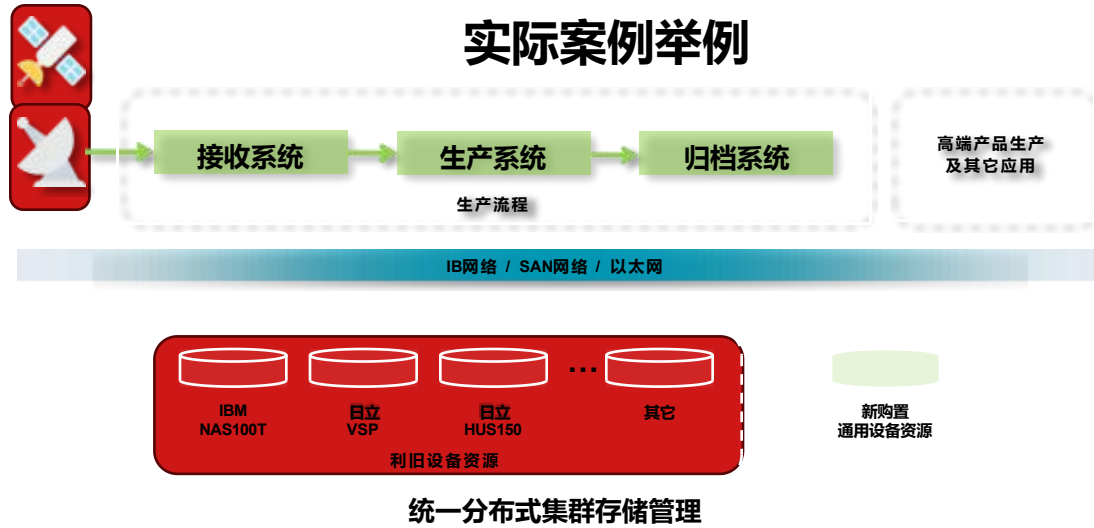 实际案例举例
接收系统
生产系统
归档系统
生产流程
高端产品生产
及其它应用
IB网络 / SAN网络 / 以太网
IBM
NAS100T
日立
VSP
日立
HUS150
...
其它
利旧设备资源
新购置
通用设备资源
统一分布式集群存储管理